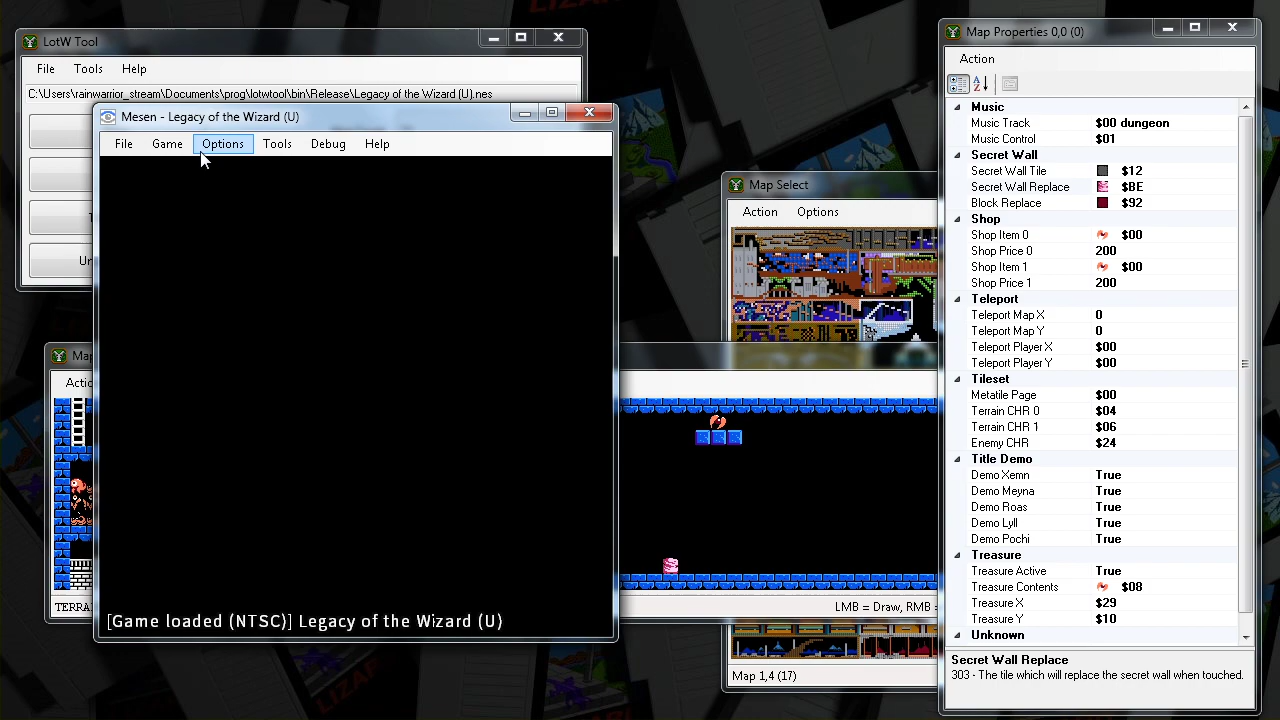 LotW Tool
File Tools Help
C:\Users\rainwarrior_stream\Documents\prog\lotwtool\bin\Release\Legacy of the Wizard (U).nes
Mesen - Legacy of the Wizard (U)
File Game Options Tools Debug Help
[Game loaded (NTSC)] Legacy of the Wizard (U)
Un
Map
Actio
TERRA
LMB = Draw, RMB =
Map Select
Action Options
Map 1,4 (17)
Map Properties 0,0 (0)
Action
Music
Music Track $00 dungeon
Music Control $01
Secret Wall
Secret Wall Tile $12
Secret Wall Replace $BE
Block Replace $92
Shop
Shop Item 0 $00
Shop Price 0 200
Shop Item 1 $00
Shop Price 1 200
Teleport
Teleport Map X 0
Teleport Map Y 0
Teleport Player X $00
Teleport Player Y $00
Tileset
Metatile Page $00
Terrain CHR 0 $04
Terrain CHR 1 $06
Enemy CHR $24
Title Demo
Demo Xemn True
Demo Meyna True
Demo Roas True
Demo Lyll True
Demo Pochi True
Treasure
Treasure Active True
Treasure Contents $08
Treasure X $29
Treasure Y $10
Unknown
Secret Wall Replace
303 - The tile which will replace the secret wall when touched.